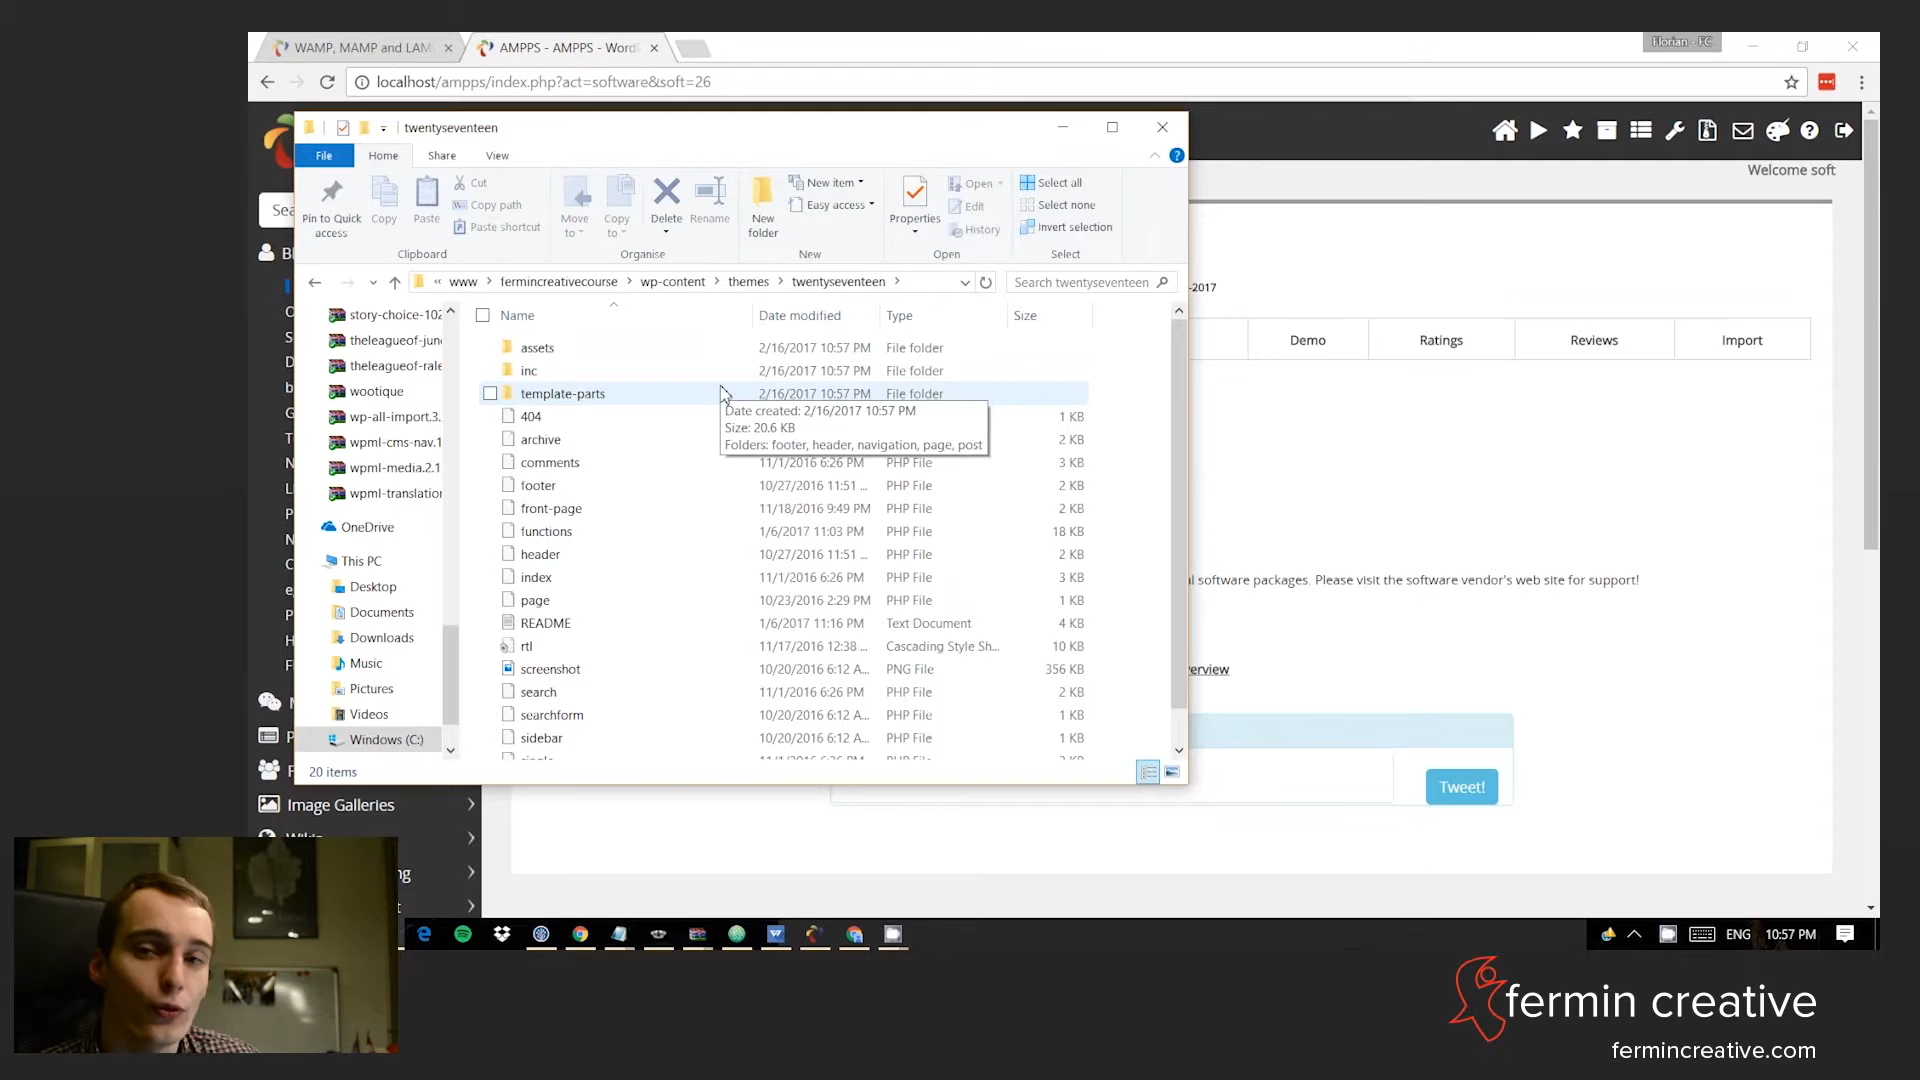 WAMP, MAMP and LAM
AMPPS - AMPPS - Word
Florian - FC
localhost/ampps/index.php?act=software&soft=26
twentyseventeen
File Home Share View
Pin to Quick access
Copy
Paste
Cut
Copy path
Paste shortcut
Clipboard
Move to
Copy to
Delete
Rename
Organise
New folder
New item
Easy access
New
Properties
Open
Edit
History
Open
Select all
Select none
Invert selection
Select
Welcome soft
www > fermincreativecourse > wp-content > themes > twentyseventeen >
Search twentyseventeen
-2017
Demo Ratings Reviews Import
story-choice-102
theleagueof-jun
theleagueof-rale
wootique
wp-all-import.3.
wpml-cms-nav.1
wpml-media.2.1
wpml-translation
OneDrive
This PC
Desktop
Documents
Downloads
Music
Pictures
Videos
Windows (C:)
Name Date modified Type Size
assets 2/16/2017 10:57 PM File folder
inc 2/16/2017 10:57 PM File folder
template-parts 2/16/2017 10:57 PM File folder
404 1 KB
archive 2 KB
Date created: 2/16/2017 10:57 PM
Size: 20.6 KB
Folders: footer, header, navigation, page, post
comments 11/1/2016 6:26 PM PHP File 3 KB
footer 10/27/2016 11:51 ... PHP File 2 KB
front-page 11/18/2016 9:49 PM PHP File 2 KB
functions 1/6/2017 11:03 PM PHP File 18 KB
header 10/27/2016 11:51 ... PHP File 2 KB
index 11/1/2016 6:26 PM PHP File 3 KB
page 10/23/2016 2:29 PM PHP File 1 KB
README 1/6/2017 11:16 PM Text Document 4 KB
rtl 11/17/2016 12:38 ... Cascading Style Sh... 10 KB
screenshot 10/20/2016 6:12 A... PNG File 356 KB
search 11/1/2016 6:26 PM PHP File 2 KB
searchform 10/20/2016 6:12 A... PHP File 1 KB
sidebar 10/20/2016 6:12 A... PHP File 1 KB
20 items
l software packages. Please visit the software vendor's web site for support!
erview
Tweet!
Sea
Bl
Image Galleries
ng
ENG 10:57 PM
fermin creative
fermincreative.com